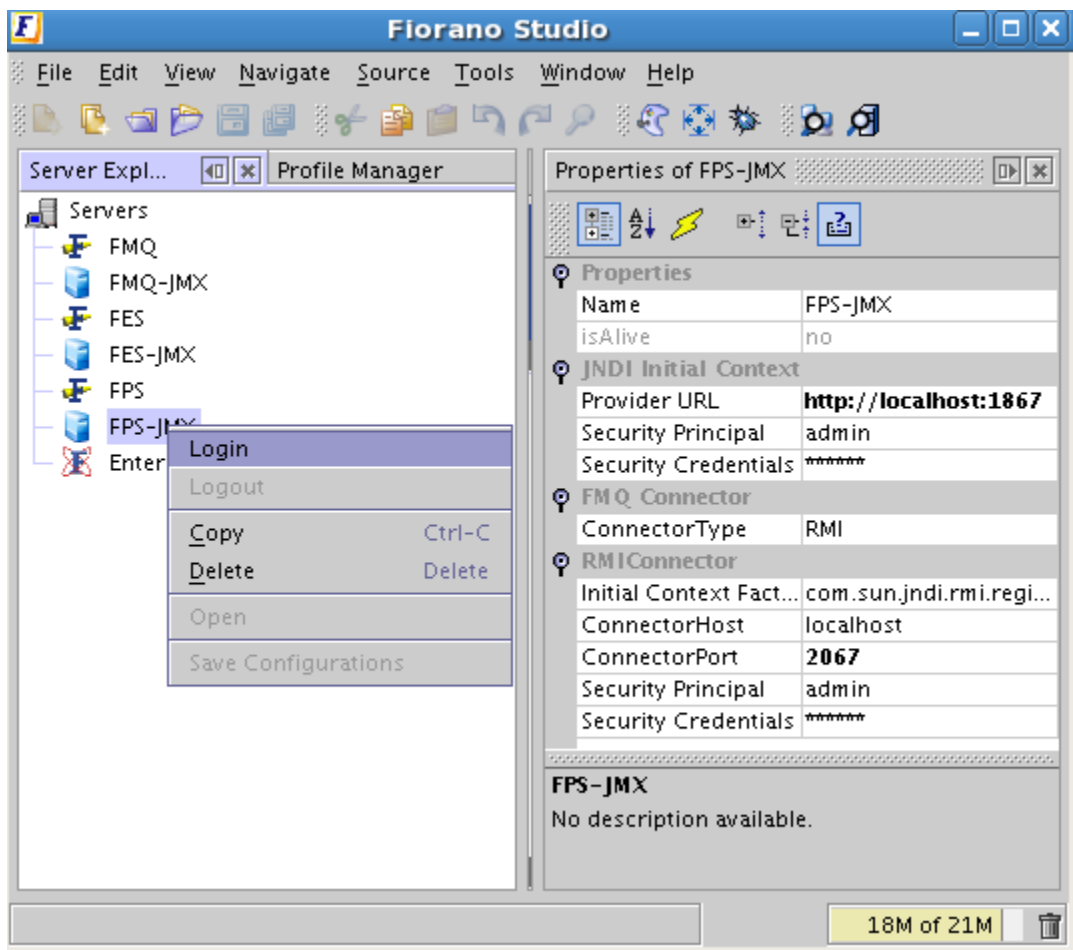 Fiorano Studio
File Edit View Navigate Source Tools Window Help
Server Expl... Profile Manager
Servers
FMQ
FMQ-JMX
FES
FES-JMX
FPS
FPS-JMX
Enter
Login
Logout
Copy Ctrl-C
Delete Delete
Open
Save Configurations
Properties of FPS-JMX
Properties
Name FPS-JMX
isAlive no
JNDI Initial Context
Provider URL http://localhost:1867
Security Principal admin
Security Credentials ******
FMQ Connector
ConnectorType RMI
RMIConnector
Initial Context Fact... com.sun.jndi.rmi.regi...
ConnectorHost localhost
ConnectorPort 2067
Security Principal admin
Security Credentials ******
FPS-JMX
No description available.
18M of 21M